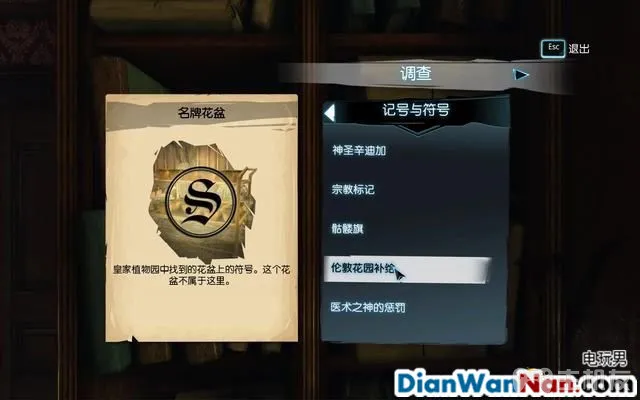 Esc 退出
调查
名牌花盆
记号与符号
神圣辛迪加
宗教标记
骷髅旗
伦敦花园补给
医术之神的惩罚
S
皇家植物园中找到的花盆上的符号。这个花
盆不属于这里。
电玩男
DianWanNan.com